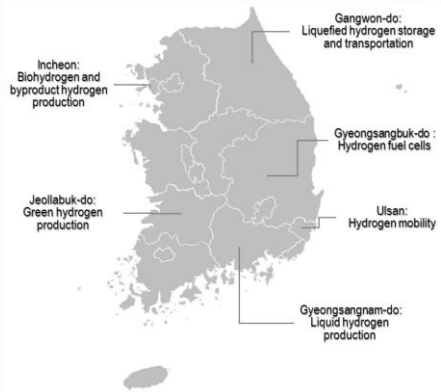 Gangwon-do:
Liquefied hydrogen storage
and transportation
Incheon:
Biohydrogen and
byproduct hydrogen
production
Gyeongsangbuk-do :
Hydrogen fuel cells
Jeollabuk-do:
Green hydrogen
production
Ulsan:
Hydrogen mobility
Gyeongsangnam-do:
Liquid hydrogen
production